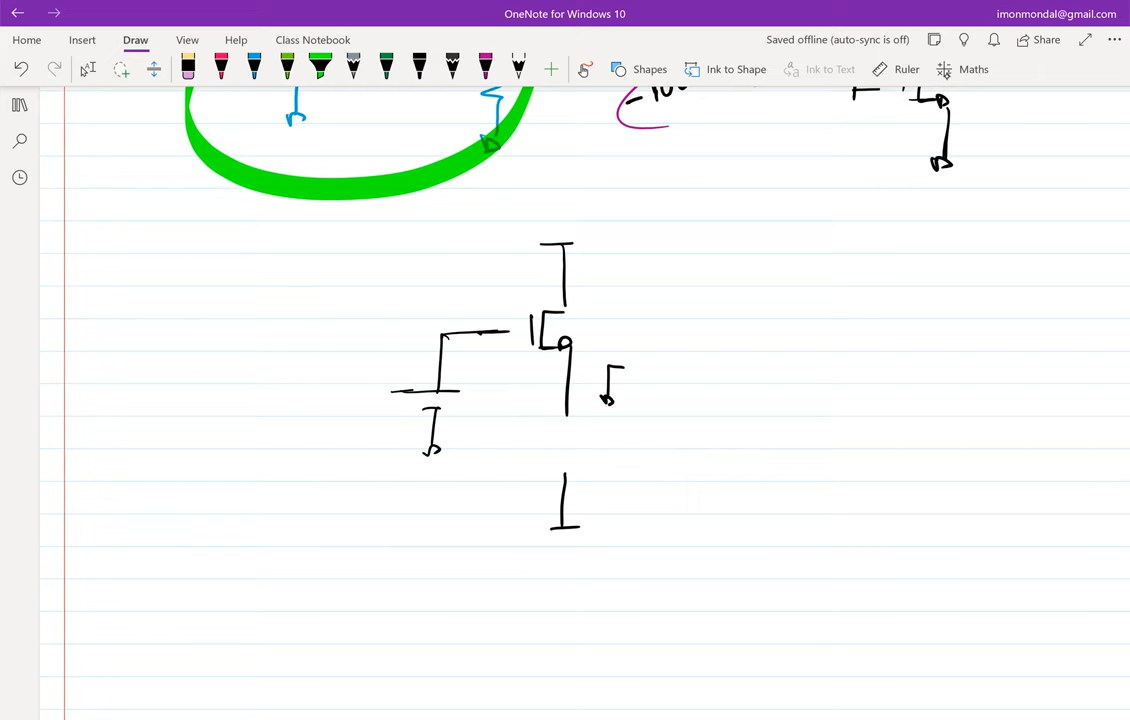 OneNote for Windows 10
imonmondal@gmail.com
Home Insert Draw View Help Class Notebook
Saved offline (auto-sync is off)
Share
Shapes
Ink to Shape
Ink to Text
Ruler
Maths